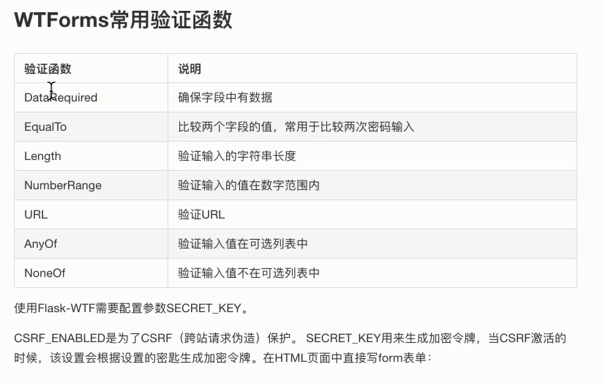 WTForms常用验证函数
验证函数 说明
DataRequired 确保字段中有数据
EqualTo 比较两个字段的值，常用于比较两次密码输入
Length 验证输入的字符串长度
NumberRange 验证输入的值在数字范围内
URL 验证URL
AnyOf 验证输入值在可选列表中
NoneOf 验证输入值不在可选列表中
使用Flask-WTF需要配置参数SECRET_KEY。
CSRF_ENABLED是为了CSRF（跨站请求伪造）保护。 SECRET_KEY用来生成加密令牌，当CSRF激活的
时候，该设置会根据设置的密匙生成加密令牌。在HTML页面中直接写form表单：